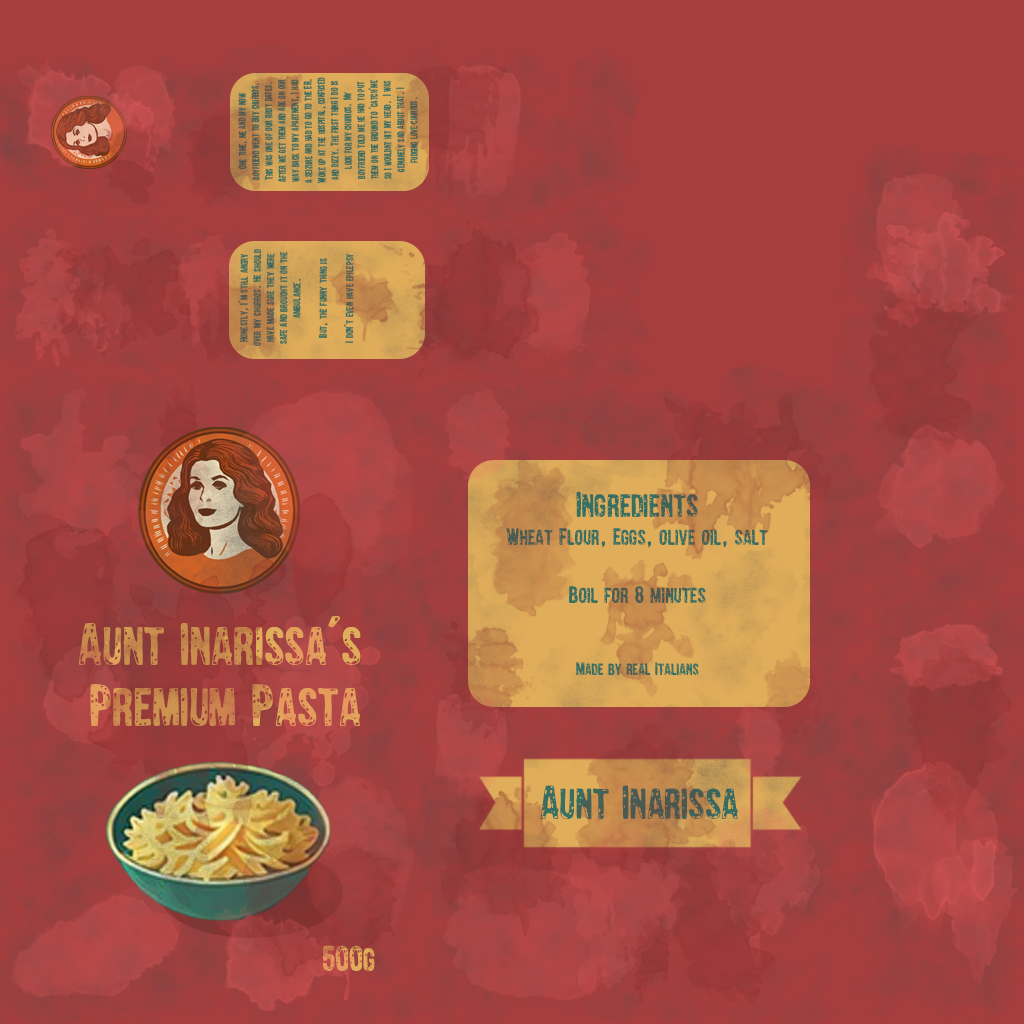 One time, me and my now
boyfriend went to buy churros.
This was one of our first dates.
After we get them and are on our
way back to my apartment, I had
a seizure and had to go to the ER.
Woke up at the hospital, confused
and dizzy. The first thing I do is
look for my churros. My
boyfriend told me he had to put
them on the ground to 'catch me
so I wouldnt hit my head. I was
genuinely sad about that. I
fuking love churros.
Honestly, I'm still angry
over my churros. He should
have made sure they were
safe and brought it on the
ambulance.
But, the funny thing is
I don't even have epilepsy
Aunt Inarissa's
Premium Pasta
500g
Ingredients
Wheat Flour, Eggs, olive oil, salt
Boil for 8 minutes
Made by real Italians
Aunt Inarissa